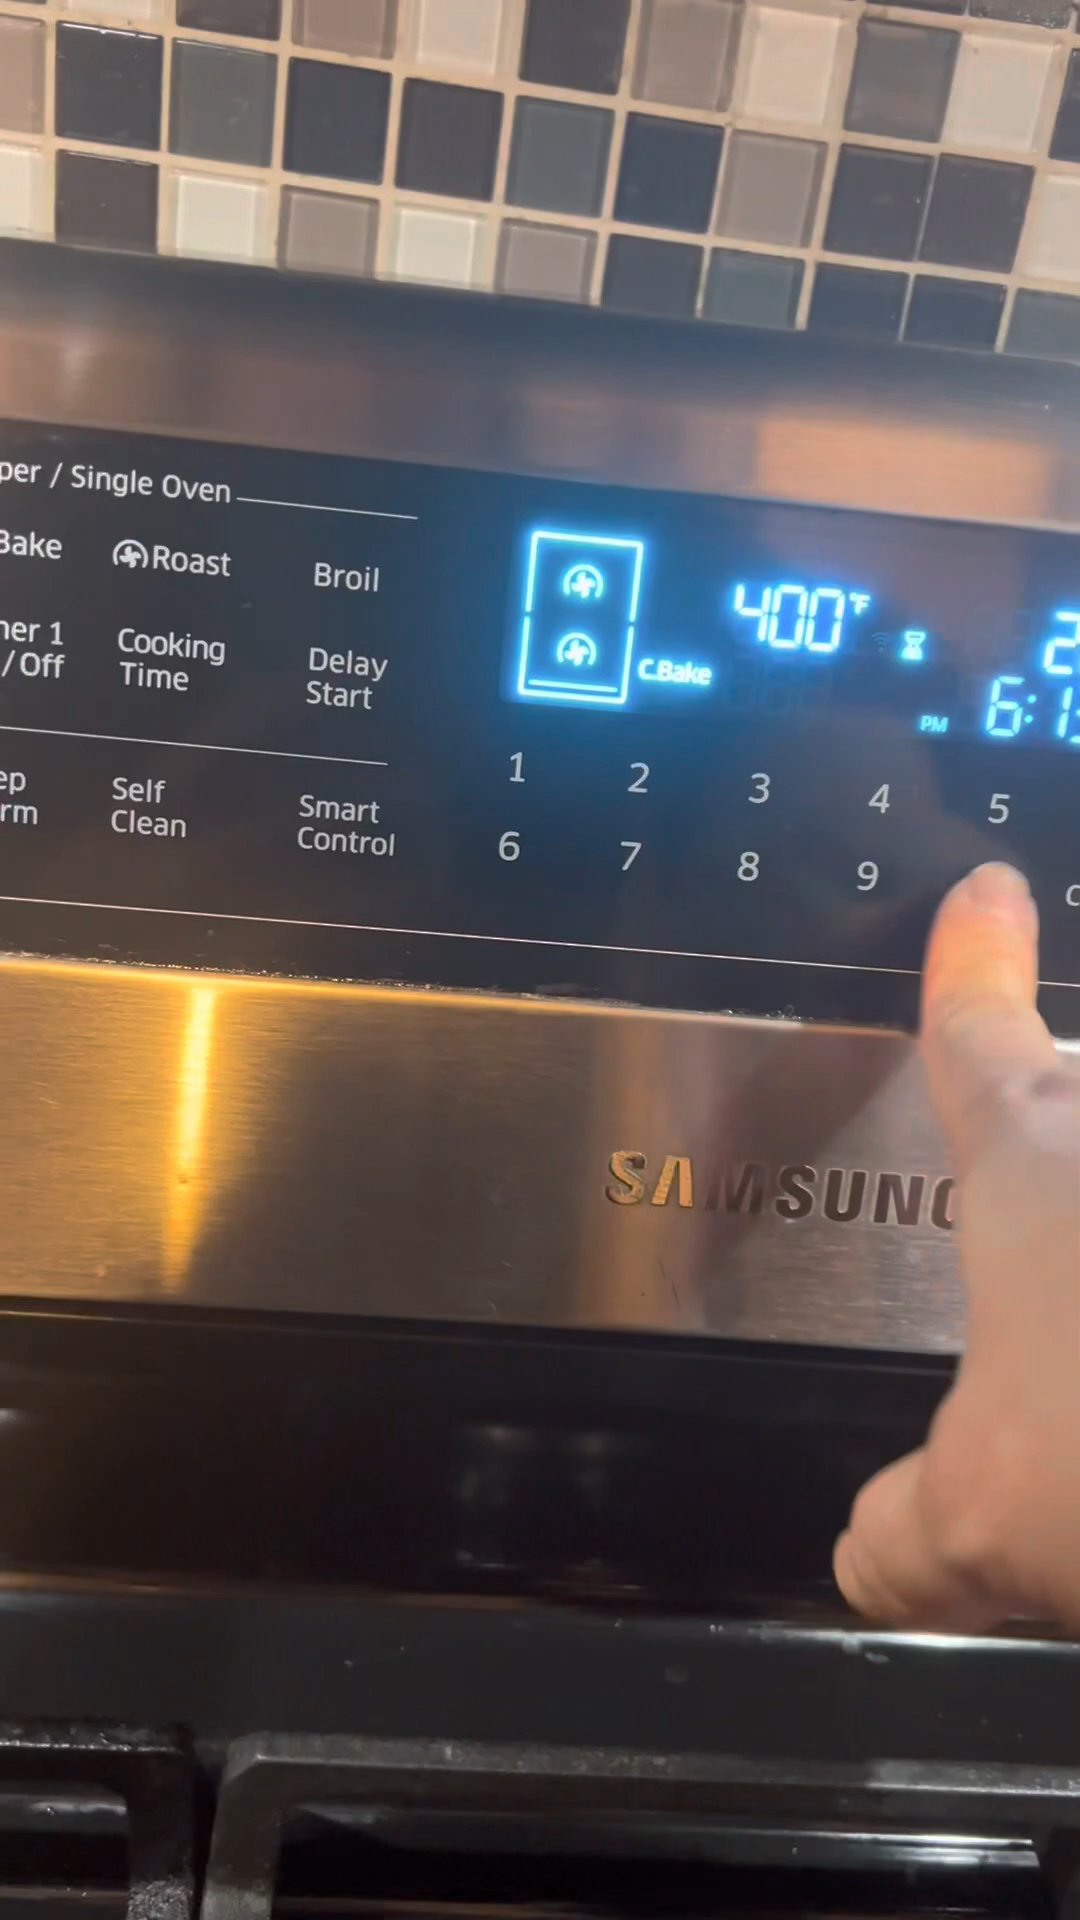 per / Single Oven
Bake
Roast
Broil
ner 1
/Off
Cooking
Time
Delay
Start
ep
rm
Self
Clean
Smart
Control
400°F
C.Bake
2
PM 6:1
1 2 3 4 5
6 7 8 9
SAMSUNG